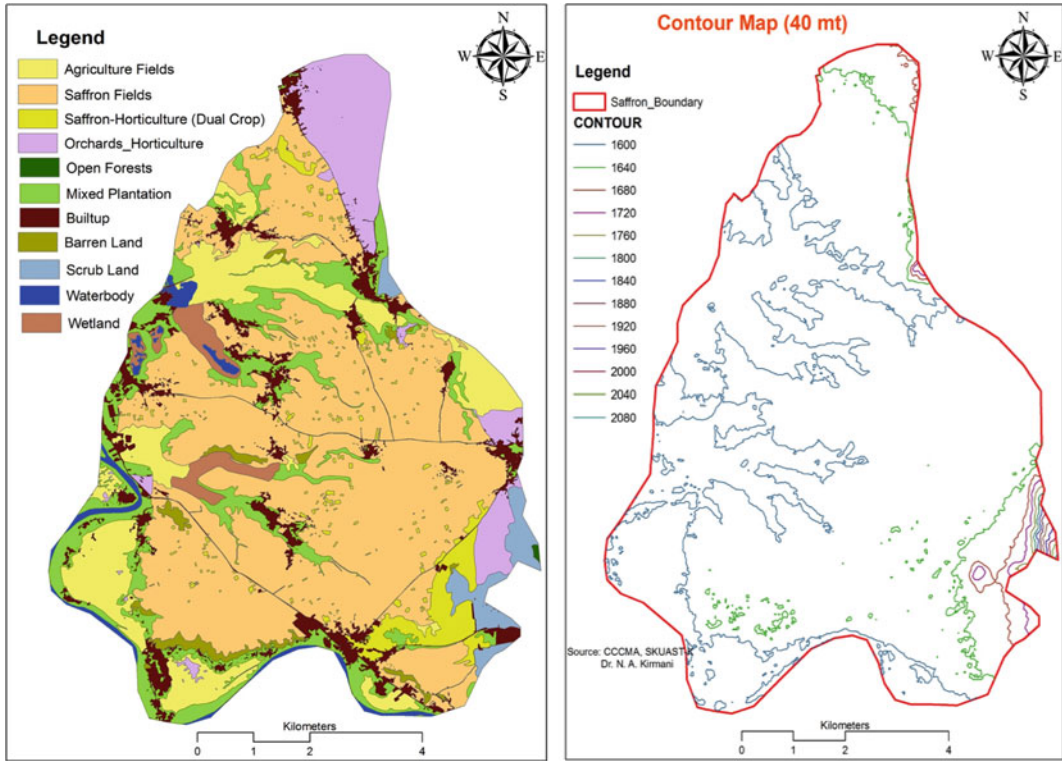 Legend
Agriculture Fields
Saffron Fields
Saffron-Horticulture (Dual Crop)
Orchards_Horticulture
Open Forests
Mixed Plantation
Builtup
Barren Land
Scrub Land
Waterbody
Wetland
N
W E
S
Kilometers
0 1 2 4
Contour Map (40 mt)
N
W E
S
Legend
Saffron_Boundary
CONTOUR
1600
1640
1680
1720
1760
1800
1840
1880
1920
1960
2000
2040
2080
Source: CCCMA, SKUAST-K
Dr. N. A. Kirmani
Kilometers
0 1 2 4